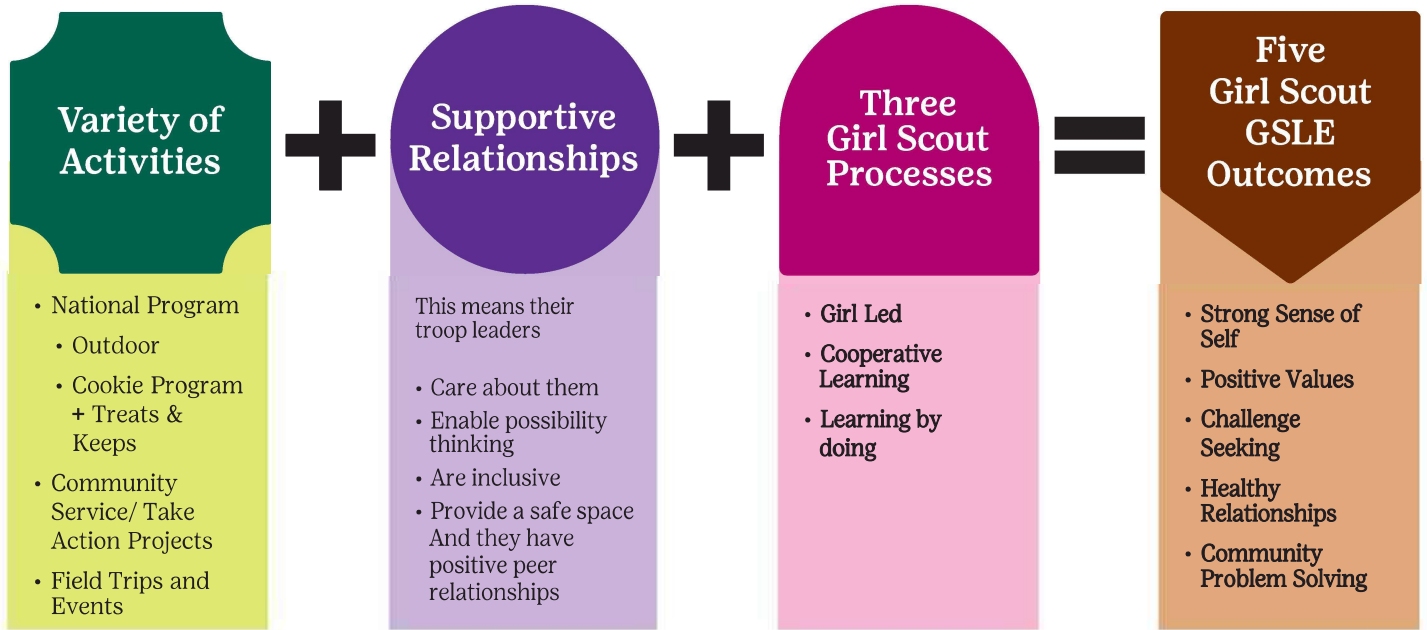 Variety of
Activities
• National Program
• Outdoor
• Cookie Program
+ Treats &
Keeps
• Community
Service/ Take
Action Projects
• Field Trips and
Events
+
Supportive
Relationships
This means their
troop leaders
• Care about them
• Enable possibility
thinking
• Are inclusive
• Provide a safe space
And they have
positive peer
relationships
+
Three
Girl Scout
Processes
• Girl Led
• Cooperative
Learning
• Learning by
doing
=
Five
Girl Scout
GSLE
Outcomes
• Strong Sense of
Self
• Positive Values
• Challenge
Seeking
• Healthy
Relationships
• Community
Problem Solving